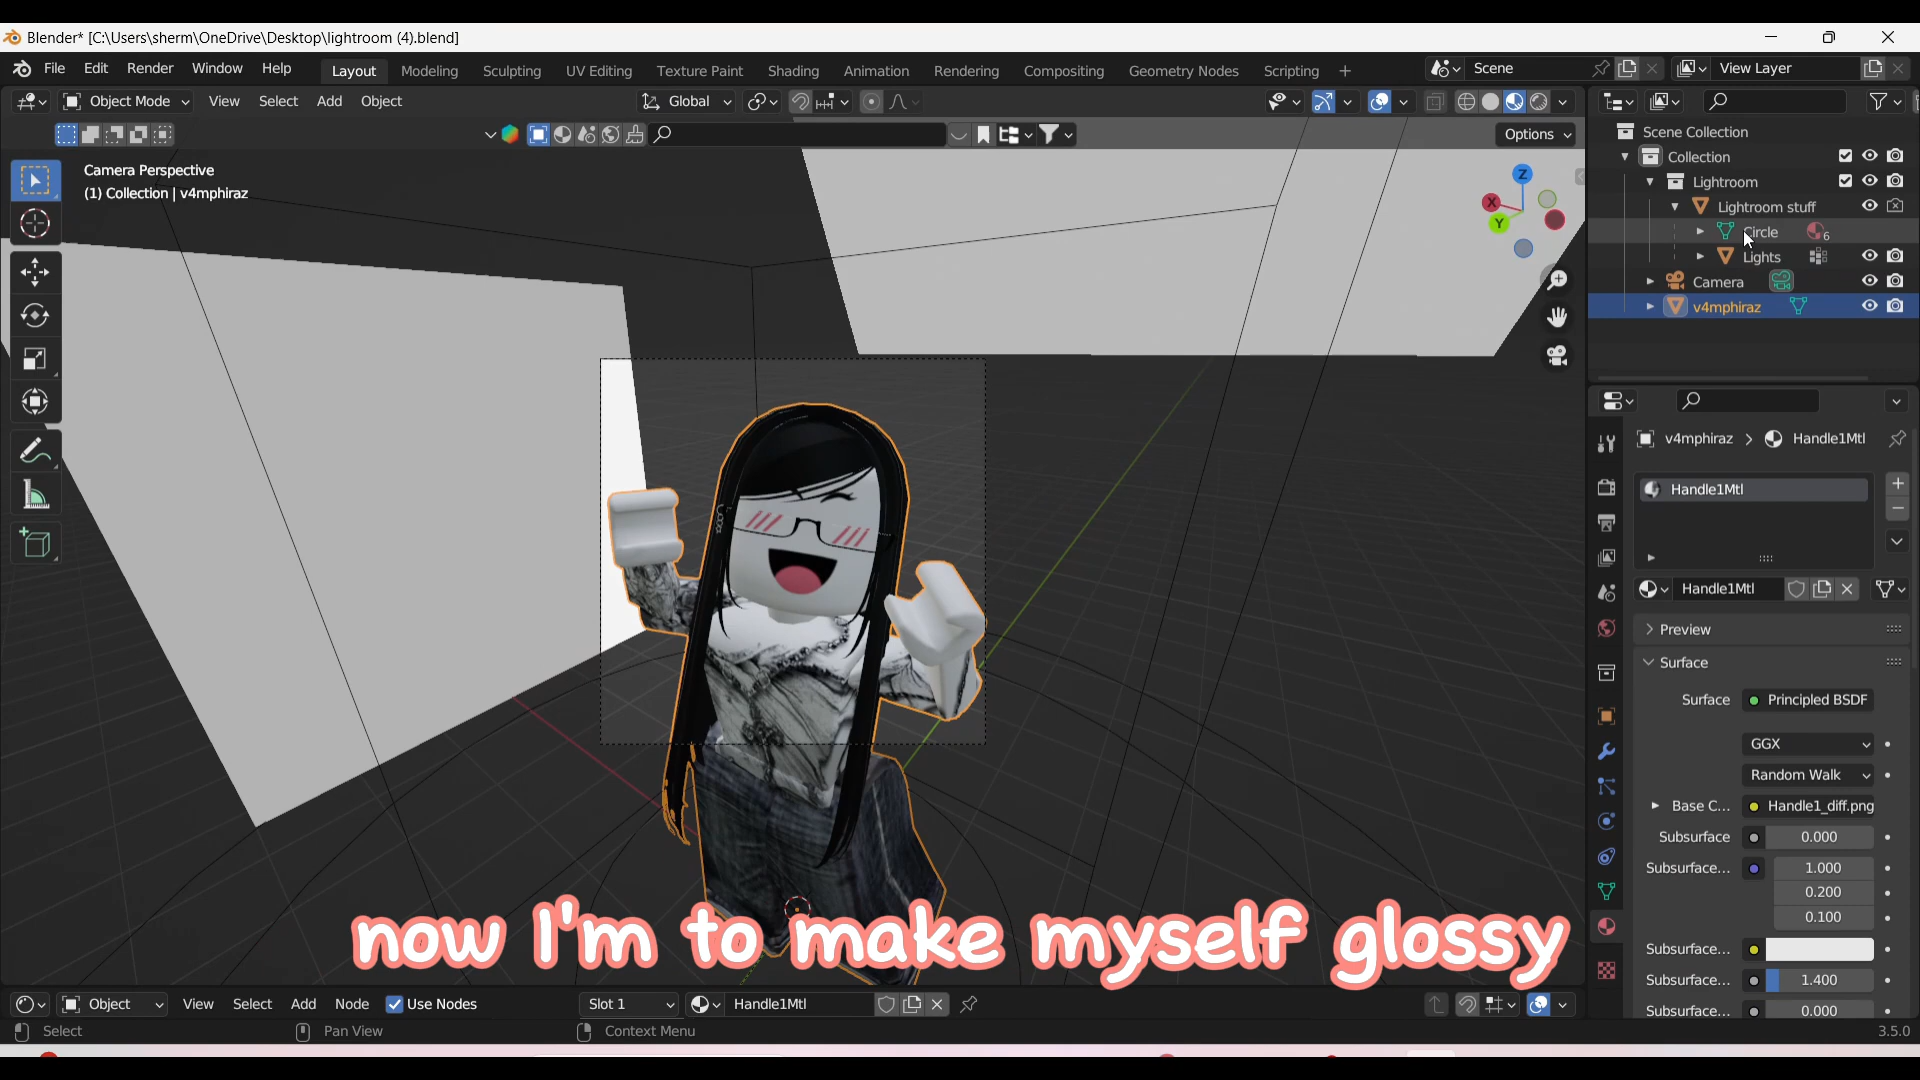 Blender* [C:\Users\sherm\OneDrive\Desktop\lightroom (4).blend]
File Edit Render Window Help Layout Modeling Sculpting UV Editing Texture Paint Shading Animation Rendering Compositing Geometry Nodes Scripting + Scene View Layer
Object Mode View Select Add Object Global
Options
Camera Perspective
(1) Collection | v4mphiraz
Z
X
Y
Scene Collection
Collection
Lightroom
Lightroom stuff
Circle 6
Lights
Camera
v4mphiraz
v4mphiraz > Handle1Mtl
Handle1Mtl
Handle1Mtl
Preview
Surface
Surface Principled BSDF
GGX
Random Walk
Base C... Handle1_diff.png
Subsurface 0.000
Subsurface... 1.000
0.200
0.100
Subsurface...
Subsurface... 1.400
Subsurface... 0.000
now I'm to make myself glossy
Object View Select Add Node Use Nodes Slot 1 Handle1Mtl
Select Pan View Context Menu 3.5.0